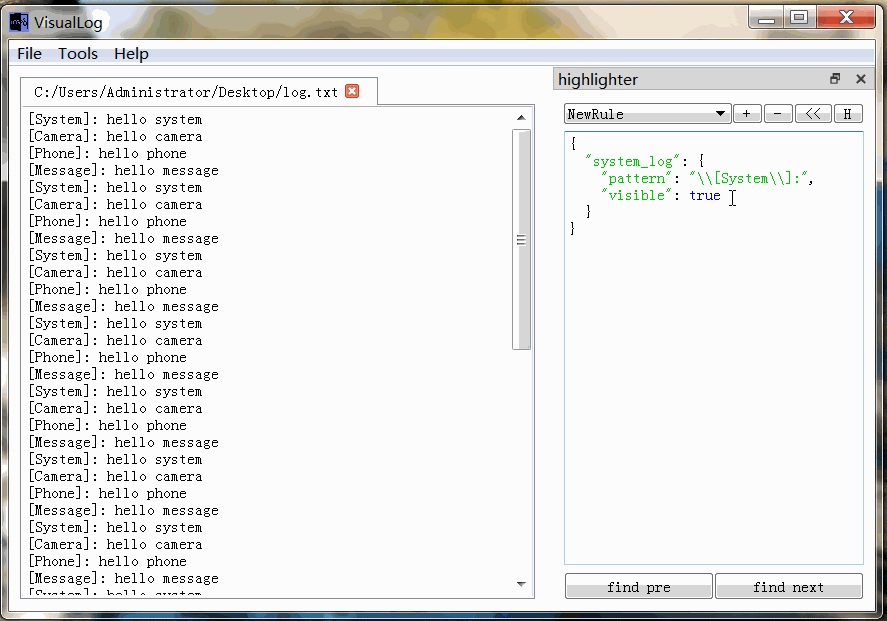 VisualLog
File Tools Help
C:/Users/Administrator/Desktop/log.txt
[System]: hello system
[Camera]: hello camera
[Phone]: hello phone
[Message]: hello message
[System]: hello system
[Camera]: hello camera
[Phone]: hello phone
[Message]: hello message
[System]: hello system
[Camera]: hello camera
[Phone]: hello phone
[Message]: hello message
[System]: hello system
[Camera]: hello camera
[Phone]: hello phone
[Message]: hello message
[System]: hello system
[Camera]: hello camera
[Phone]: hello phone
[Message]: hello message
[System]: hello system
[Camera]: hello camera
[Phone]: hello phone
[Message]: hello message
[System]: hello system
[Camera]: hello camera
[Phone]: hello phone
[Message]: hello message
[System]: hello system
highlighter
NewRule + - << H
{
"system_log": {
"pattern": "\\[System\\]:",
"visible": true
}
}
find pre find next